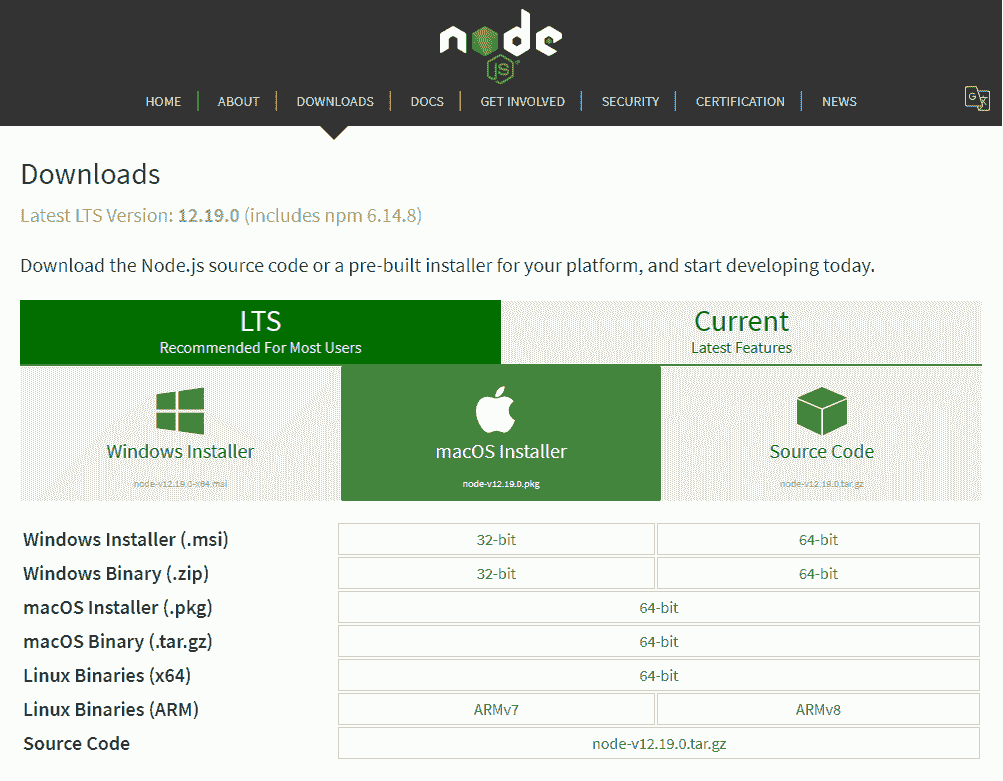 node
JS
HOME ABOUT DOWNLOADS DOCS GET INVOLVED SECURITY CERTIFICATION NEWS
Downloads
Latest LTS Version: 12.19.0 (includes npm 6.14.8)
Download the Node.js source code or a pre-built installer for your platform, and start developing today.
LTS
Recommended For Most Users
Current
Latest Features
Windows Installer
node-v12.19.0-x64.msi
macOS Installer
node-v12.19.0.pkg
Source Code
node-v12.19.0.tar.gz
Windows Installer (.msi) 32-bit 64-bit
Windows Binary (.zip) 32-bit 64-bit
macOS Installer (.pkg) 64-bit
macOS Binary (.tar.gz) 64-bit
Linux Binaries (x64) 64-bit
Linux Binaries (ARM) ARMv7 ARMv8
Source Code node-v12.19.0.tar.gz